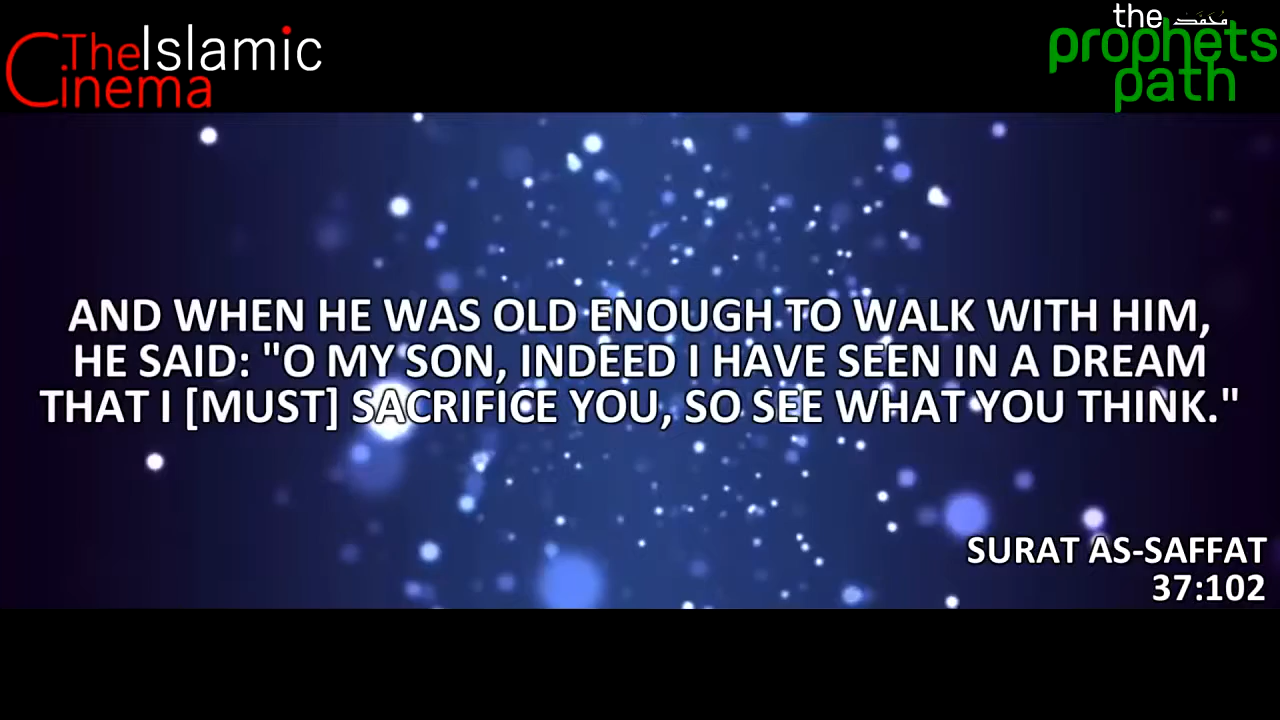 TheIslamic
Cinema
the محمد
prophets
path
AND WHEN HE WAS OLD ENOUGH TO WALK WITH HIM,
HE SAID: "O MY SON, INDEED I HAVE SEEN IN A DREAM
THAT I [MUST] SACRIFICE YOU, SO SEE WHAT YOU THINK."
SURAT AS-SAFFAT
37:102